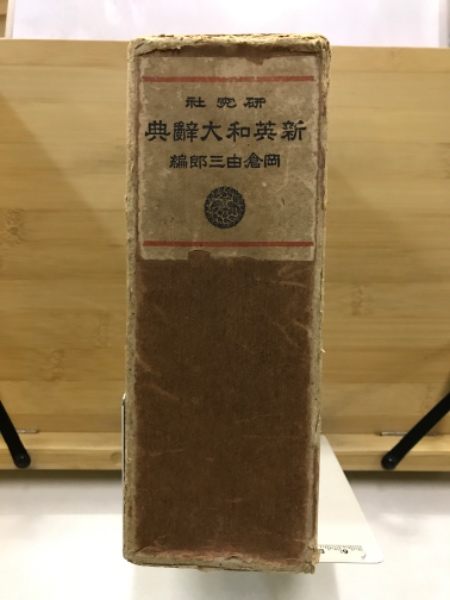 研究社
新英和大辭典
岡倉由三郎編